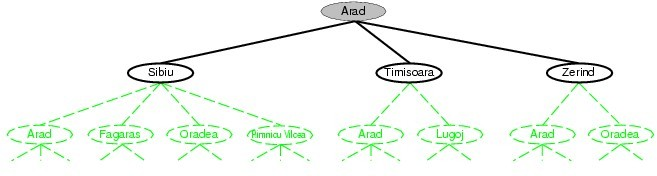 Arad
Sibiu
Timisoara
Zerind
Arad
Fagaras
Oradea
Rimnicu Vilcea
Arad
Lugoj
Arad
Oradea